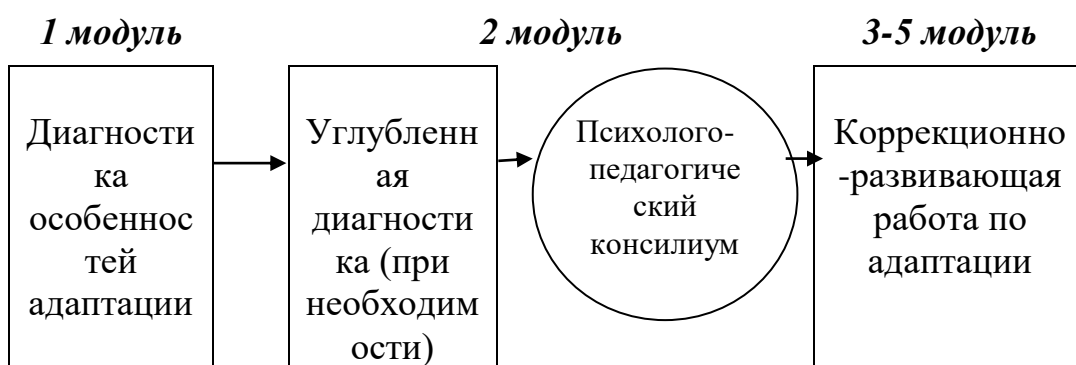 1 модуль
2 модуль
3-5 модуль
Диагности
ка
особеннос
тей
адаптации
Углубленн
ая
диагности
ка (при
необходим
ости)
Психолого-
педагогиче
ский
консилиум
Коррекционно
-развивающая
работа по
адаптации